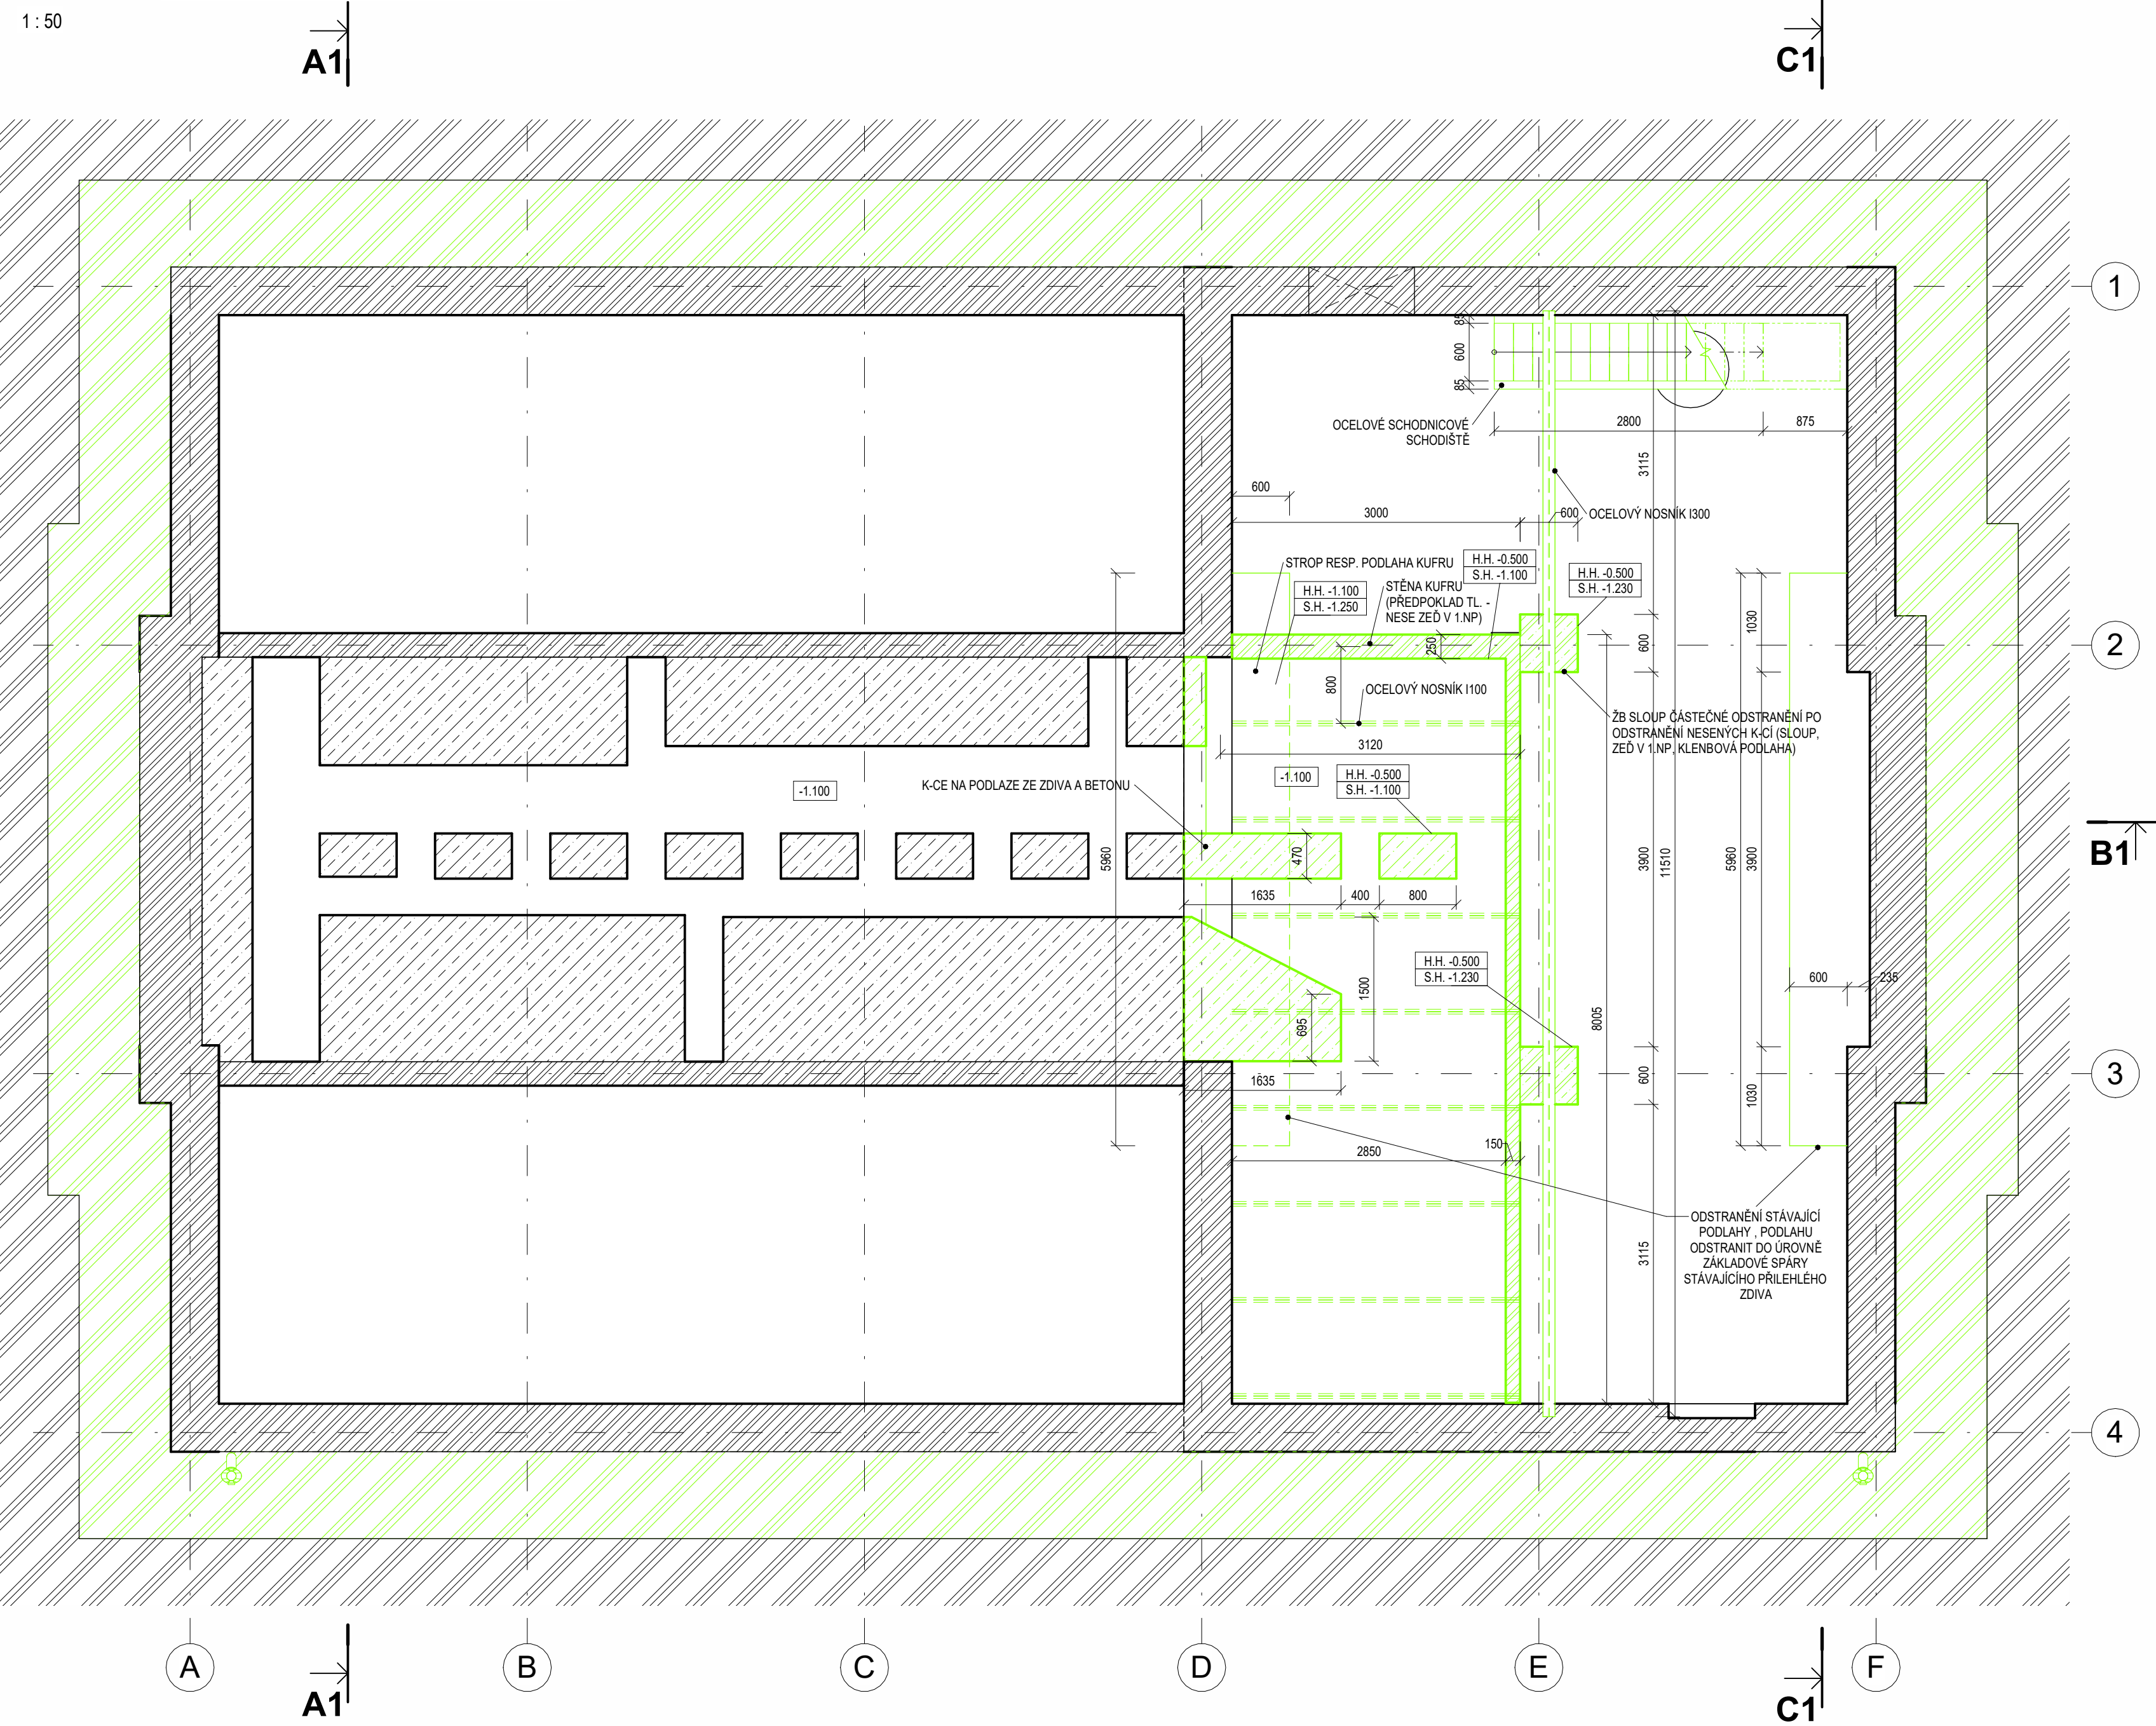 1 : 50
A1
C1
1
85
600
85
OCELOVÉ SCHODNICOVÉ
SCHODIŠTĚ
2800
875
3115
600
3000
600
OCELOVÝ NOSNÍK I300
STROP RESP. PODLAHA KUFRU
H.H. -0.500
S.H. -1.100
H.H. -0.500
S.H. -1.230
H.H. -1.100
S.H. -1.250
STĚNA KUFRU
(PŘEDPOKLAD TL. -
NESE ZEĎ V 1.NP)
1030
250
600
2
800
OCELOVÝ NOSNÍK I100
ŽB SLOUP ČÁSTEČNÉ ODSTRANĚNÍ PO
ODSTRANĚNÍ NESENÝCH K-CÍ (SLOUP,
ZEĎ V 1.NP, KLENBOVÁ PODLAHA)
3120
-1.100
K-CE NA PODLAZE ZE ZDIVA A BETONU
-1.100
H.H. -0.500
S.H. -1.100
5960
470
3900
11510
5960
3900
B1
1635
400
800
H.H. -0.500
S.H. -1.230
600
235
1500
8005
695
600
3
1635
1030
2850
150
ODSTRANĚNÍ STÁVAJÍCÍ
PODLAHY , PODLAHU
ODSTRANIT DO ÚROVNĚ
ZÁKLADOVÉ SPÁRY
STÁVAJÍCÍHO PŘILEHLÉHO
ZDIVA
3115
4
A
B
C
D
E
F
A1
C1